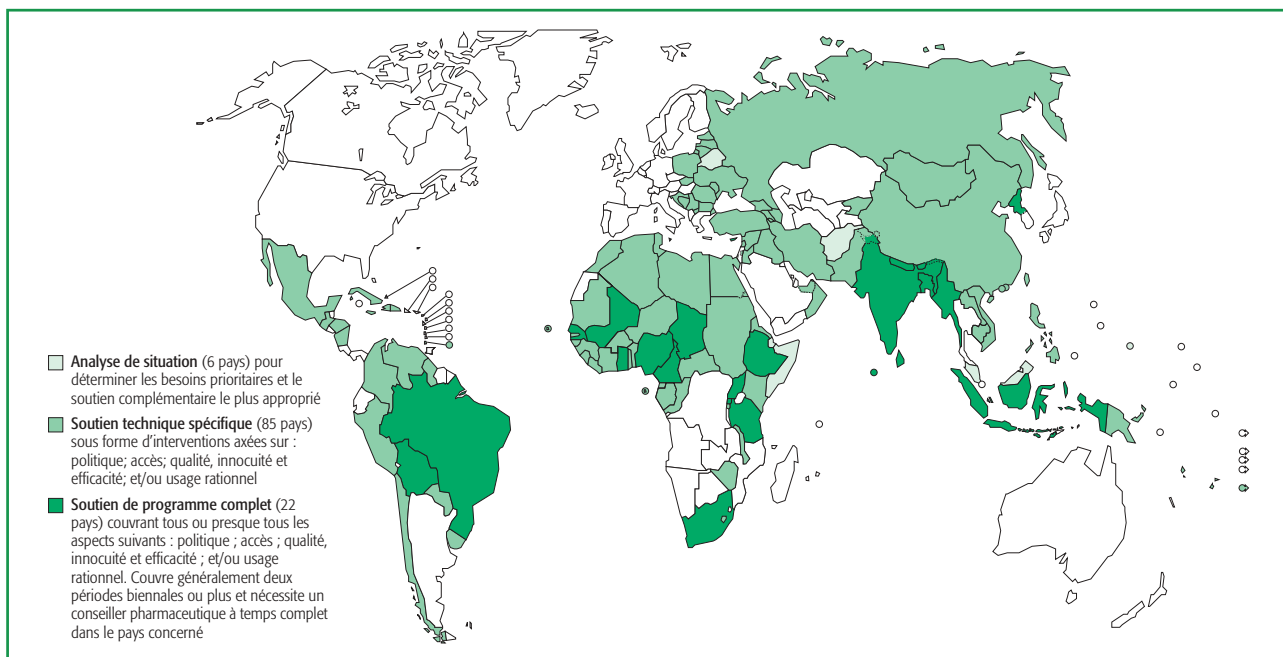 Analyse de situation (6 pays) pour
déterminer les besoins prioritaires et le
soutien complémentaire le plus approprié
Soutien technique spécifique (85 pays)
sous forme d'interventions axées sur :
politique; accès; qualité, innocuité et
efficacité; et/ou usage rationnel
Soutien de programme complet (22
pays) couvrant tous ou presque tous les
aspects suivants : politique ; accès ; qualité,
innocuité et efficacité ; et/ou usage
rationnel. Couvre généralement deux
périodes biennales ou plus et nécessite un
conseiller pharmaceutique à temps complet
dans le pays concerné